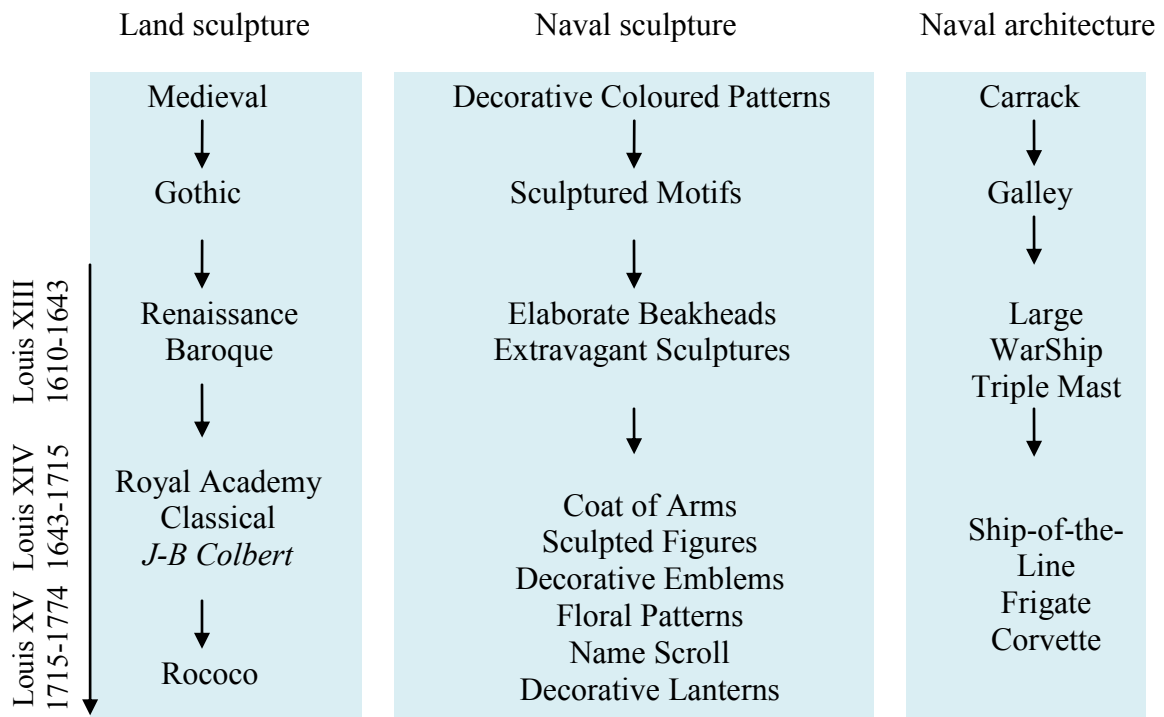 Land sculpture
Naval sculpture
Naval architecture
Medieval
Gothic
Renaissance
Baroque
Royal Academy
Classical
J-B Colbert
Rococo
Decorative Coloured Patterns
Sculptured Motifs
Elaborate Beakheads
Extravagant Sculptures
Coat of Arms
Sculpted Figures
Decorative Emblems
Floral Patterns
Name Scroll
Decorative Lanterns
Carrack
Galley
Large
WarShip
Triple Mast
Ship-of-the-
Line
Frigate
Corvette
Louis XIII
1610-1643
Louis XIV
1643-1715
Louis XV
1715-1774